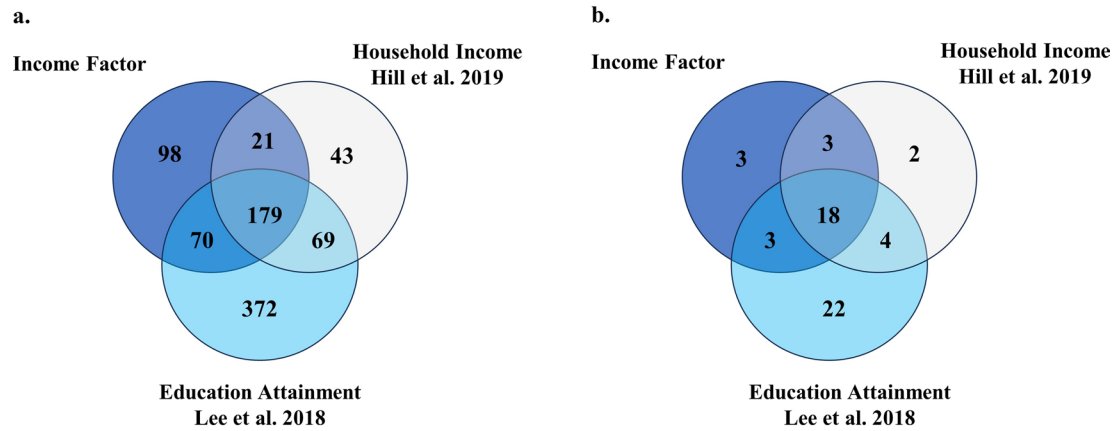 a.
Income Factor
Household Income
Hill et al. 2019
98
21
43
179
70
69
372
Education Attainment
Lee et al. 2018
b.
Income Factor
Household Income
Hill et al. 2019
3
3
2
18
3
4
22
Education Attainment
Lee et al. 2018